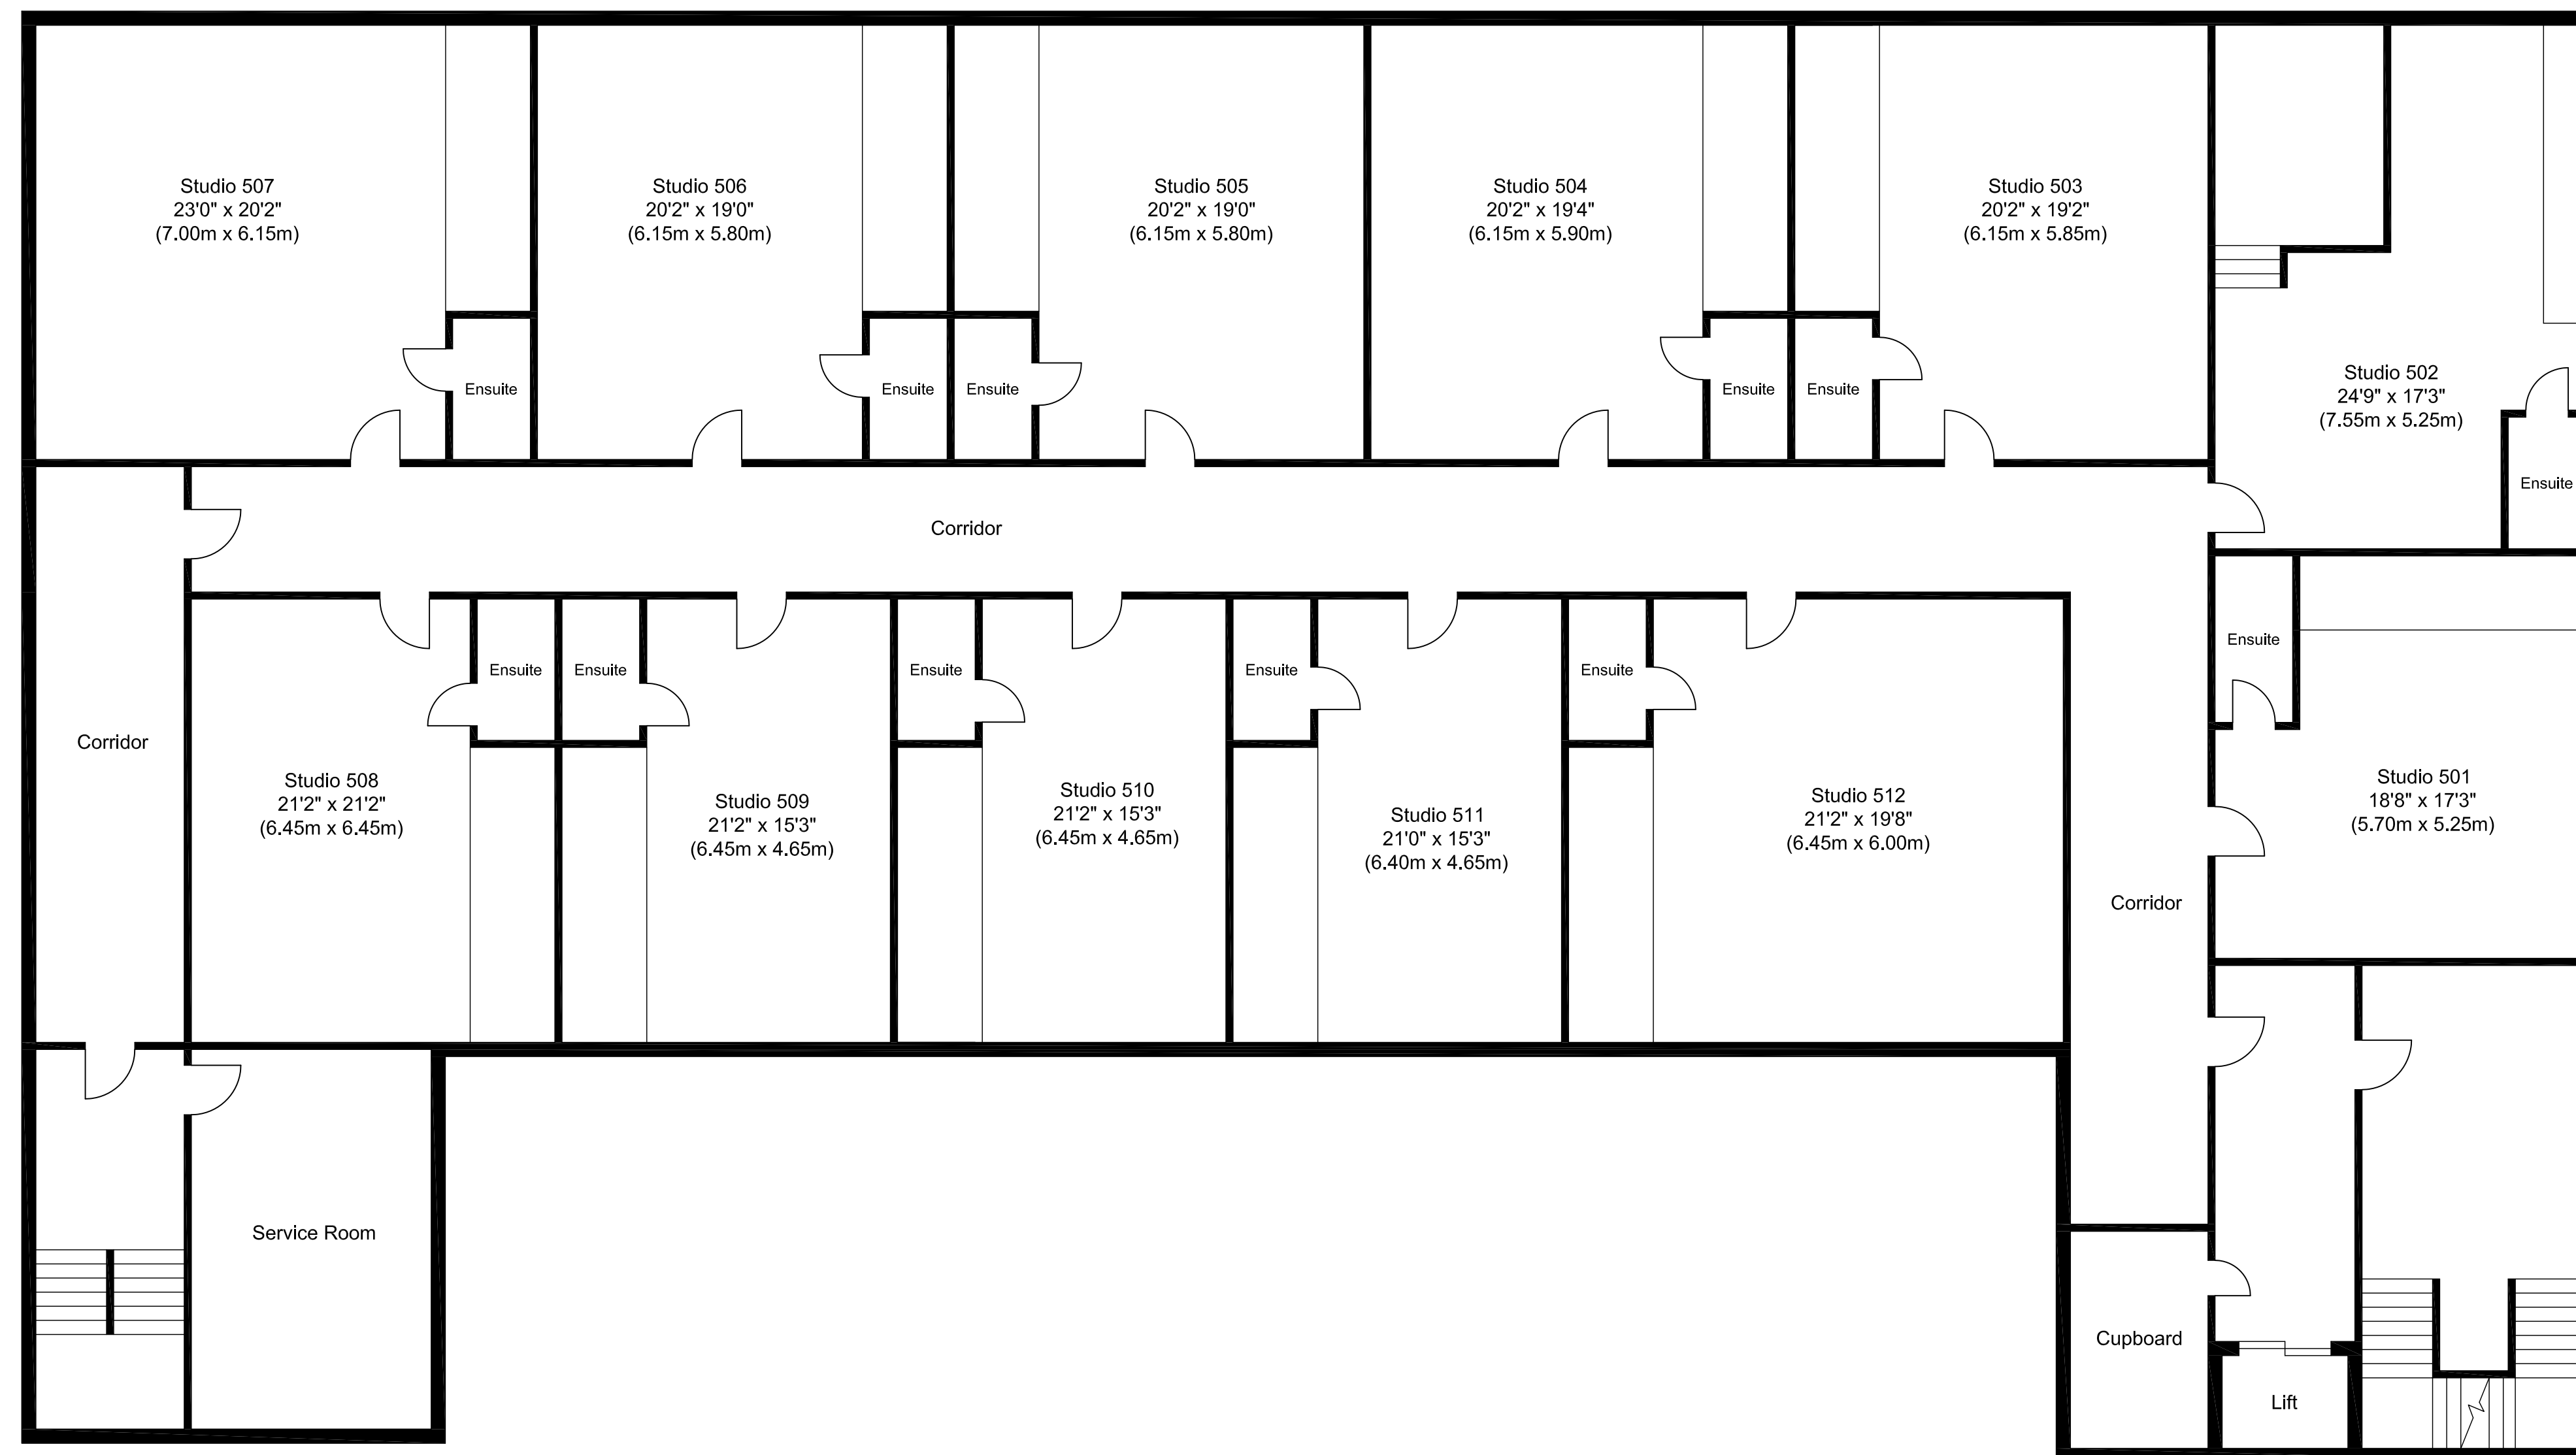 Studio 507
23'0" x 20'2"
(7.00m x 6.15m)
Studio 506
20'2" x 19'0"
(6.15m x 5.80m)
Studio 505
20'2" x 19'0"
(6.15m x 5.80m)
Studio 504
20'2" x 19'4"
(6.15m x 5.90m)
Studio 503
20'2" x 19'2"
(6.15m x 5.85m)
Studio 502
24'9" x 17'3"
(7.55m x 5.25m)
Ensuite
Ensuite
Ensuite
Ensuite
Ensuite
Ensuite
Corridor
Ensuite
Ensuite
Ensuite
Ensuite
Ensuite
Ensuite
Corridor
Studio 508
21'2" x 21'2"
(6.45m x 6.45m)
Studio 509
21'2" x 15'3"
(6.45m x 4.65m)
Studio 510
21'2" x 15'3"
(6.45m x 4.65m)
Studio 511
21'0" x 15'3"
(6.40m x 4.65m)
Studio 512
21'2" x 19'8"
(6.45m x 6.00m)
Studio 501
18'8" x 17'3"
(5.70m x 5.25m)
Corridor
Service Room
Cupboard
Lift